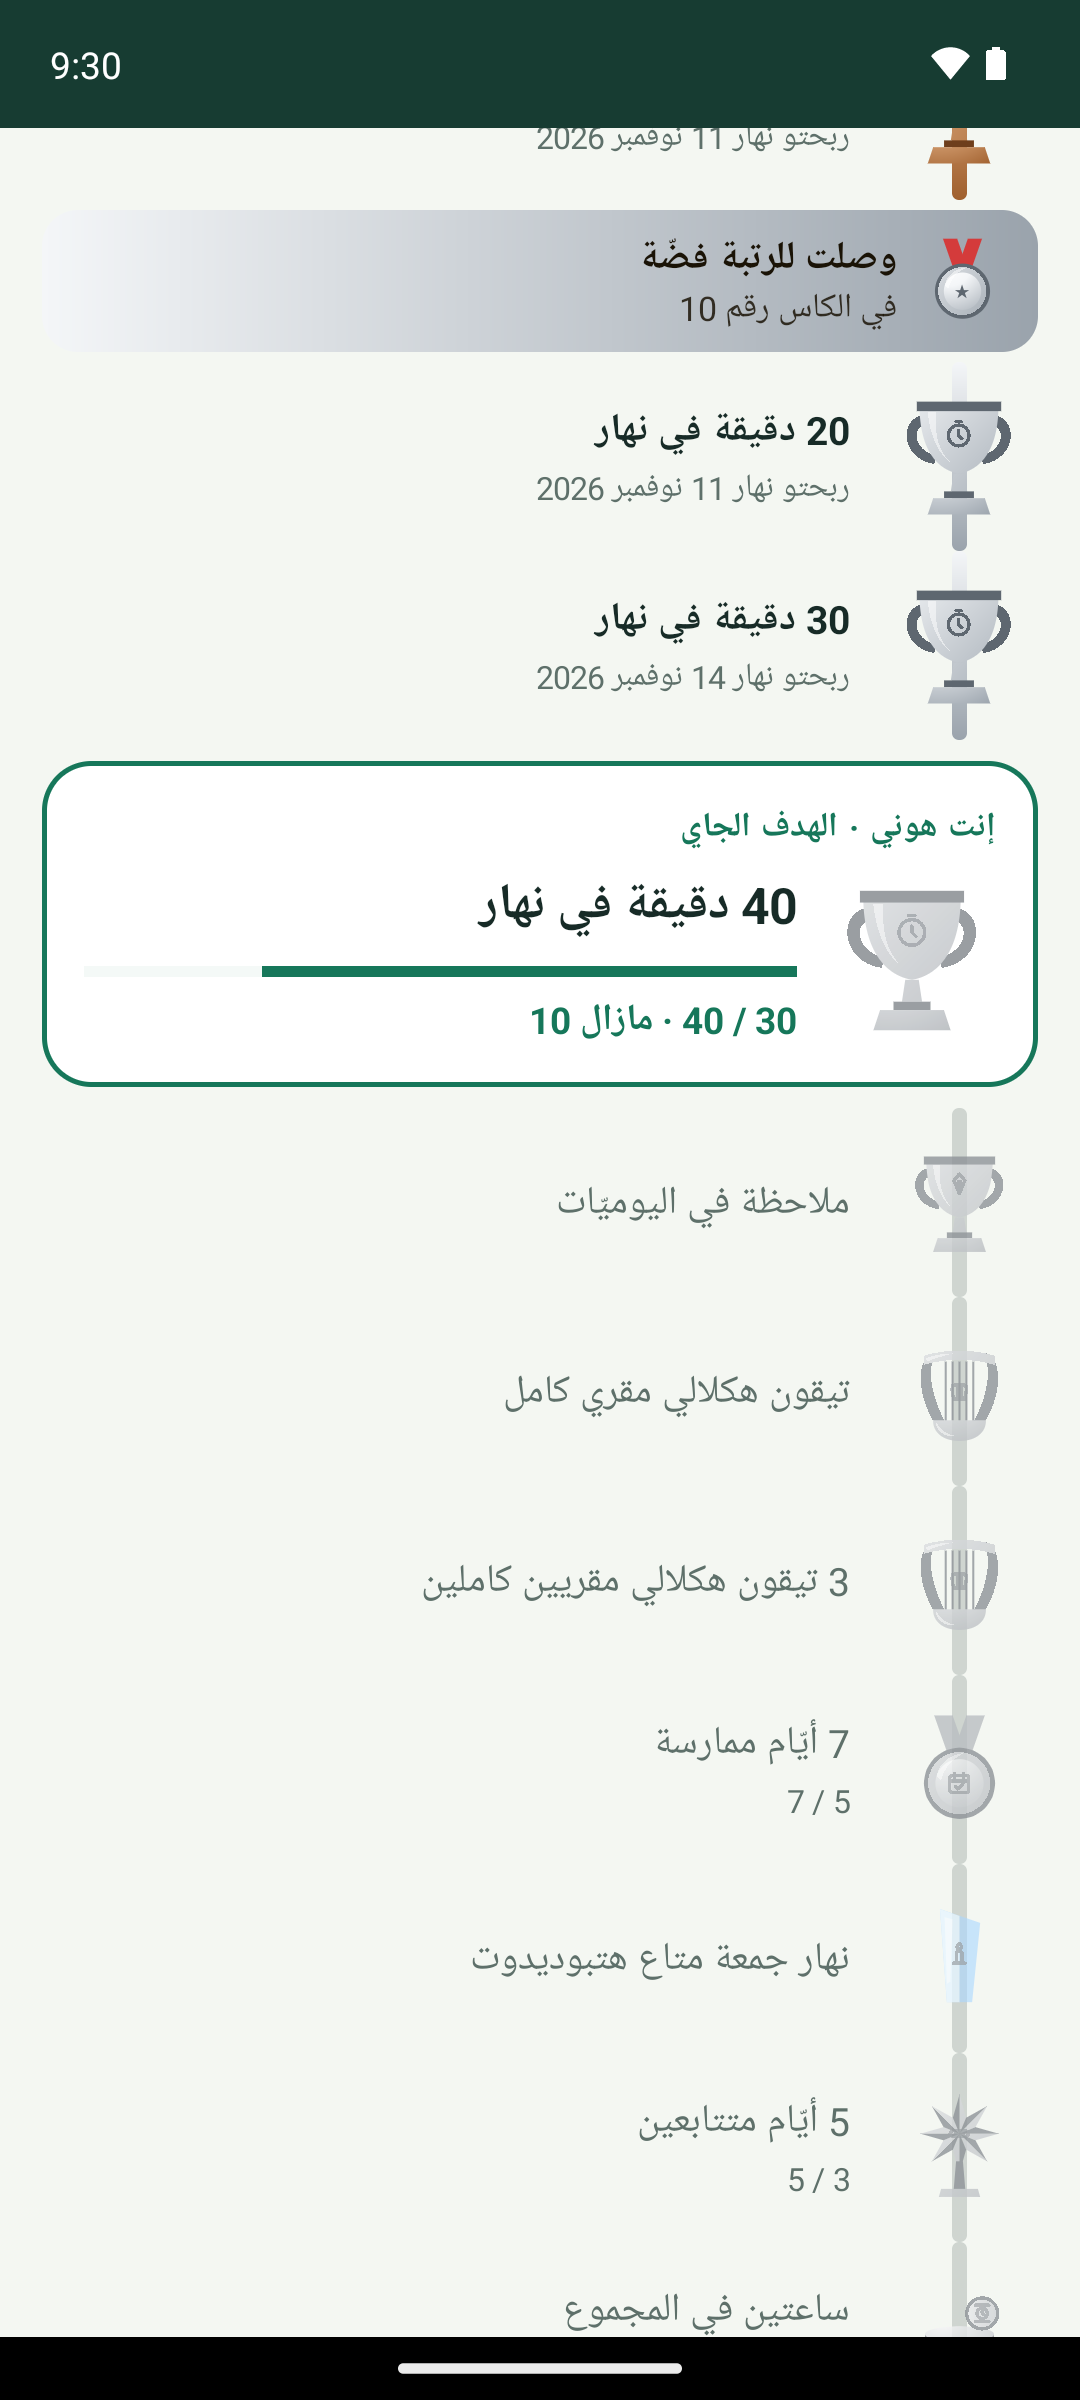 9:30
ربحتو نهار 11 نوفمبر 2026
وصلت للرتبة فضّة
في الكاس رقم 10
20 دقيقة في نهار
ربحتو نهار 11 نوفمبر 2026
30 دقيقة في نهار
ربحتو نهار 14 نوفمبر 2026
إنت هوني · الهدف الجاي
40 دقيقة في نهار
30 / 40 · مازال 10
ملاحظة في اليوميّات
تيقون هكلالي مقري كامل
3 تيقون هكلالي مقريين كاملين
7 أيّام ممارسة
5 / 7
نهار جمعة متاع هتبوديدوت
5 أيّام متتابعين
3 / 5
ساعتين في المجموع